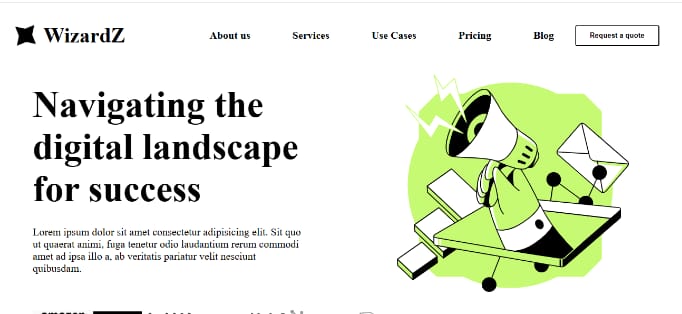 WizardZ
About us
Services
Use Cases
Pricing
Blog
Request a quote
Navigating the
digital landscape
for success
Lorem ipsum dolor sit amet consectetur adipisicing elit. Sit quo
ut quaerat animi, fuga tenetur odio laudantium rerum commodi
amet ad ipsa illo a, ab veritatis pariatur velit nesciunt
quibusdam.
amazon